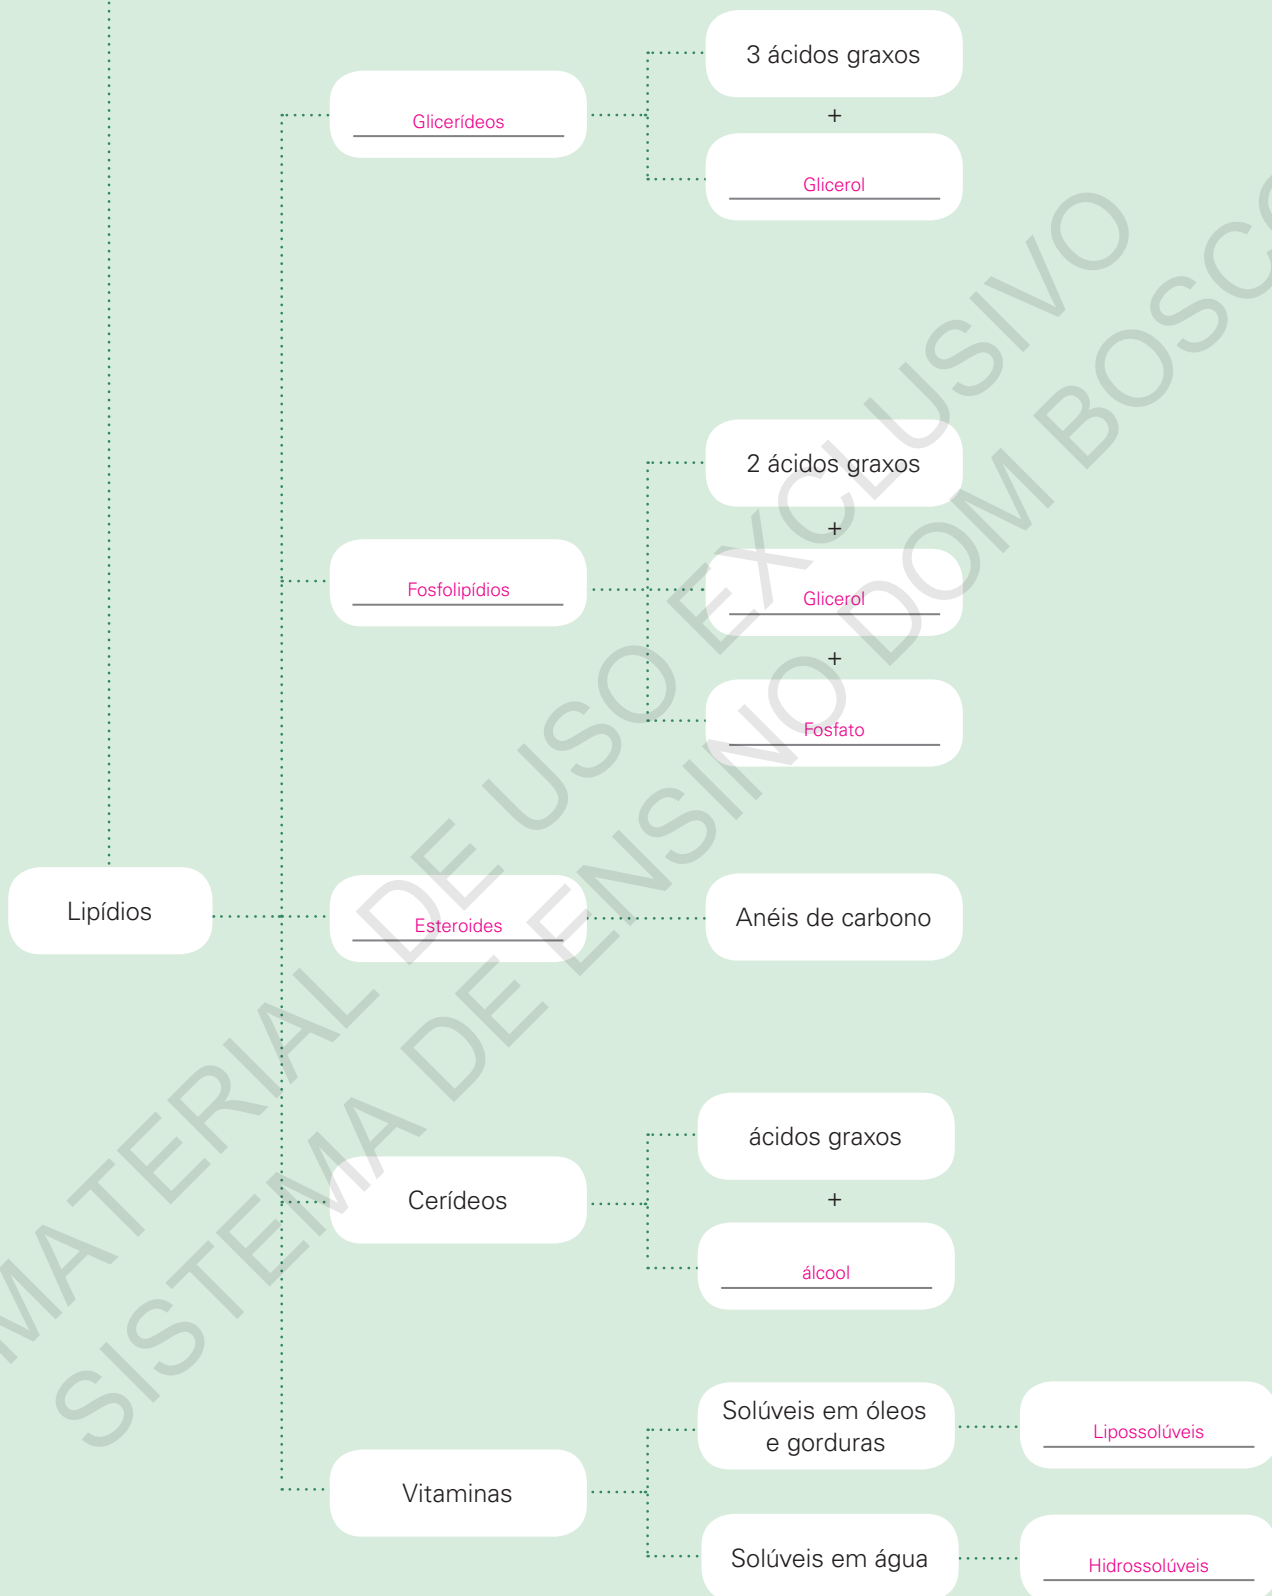 3 ácidos graxos
+
Glicerídeos
Glicerol
2 ácidos graxos
+
Fosfolipídios
Glicerol
+
Fosfato
Lipídios
Esteroides
Anéis de carbono
ácidos graxos
+
Cerídeos
álcool
Solúveis em óleos
e gorduras
Lipossolúveis
Vitaminas
Solúveis em água
Hidrossolúveis
MATERIAL DE USO EXCLUSIVO
SISTEMA DE ENSINO DOM BOSCO